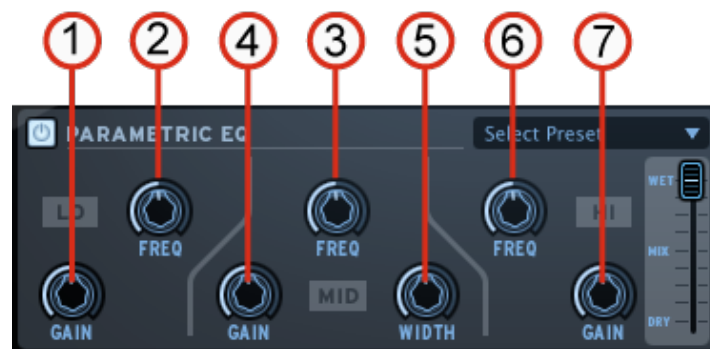 1 2 4 3 5 6 7
PARAMETRIC EQ
Select Preset
WET
LO
HI
FREQ FREQ FREQ
MIX
MID
DRY
GAIN GAIN WIDTH GAIN